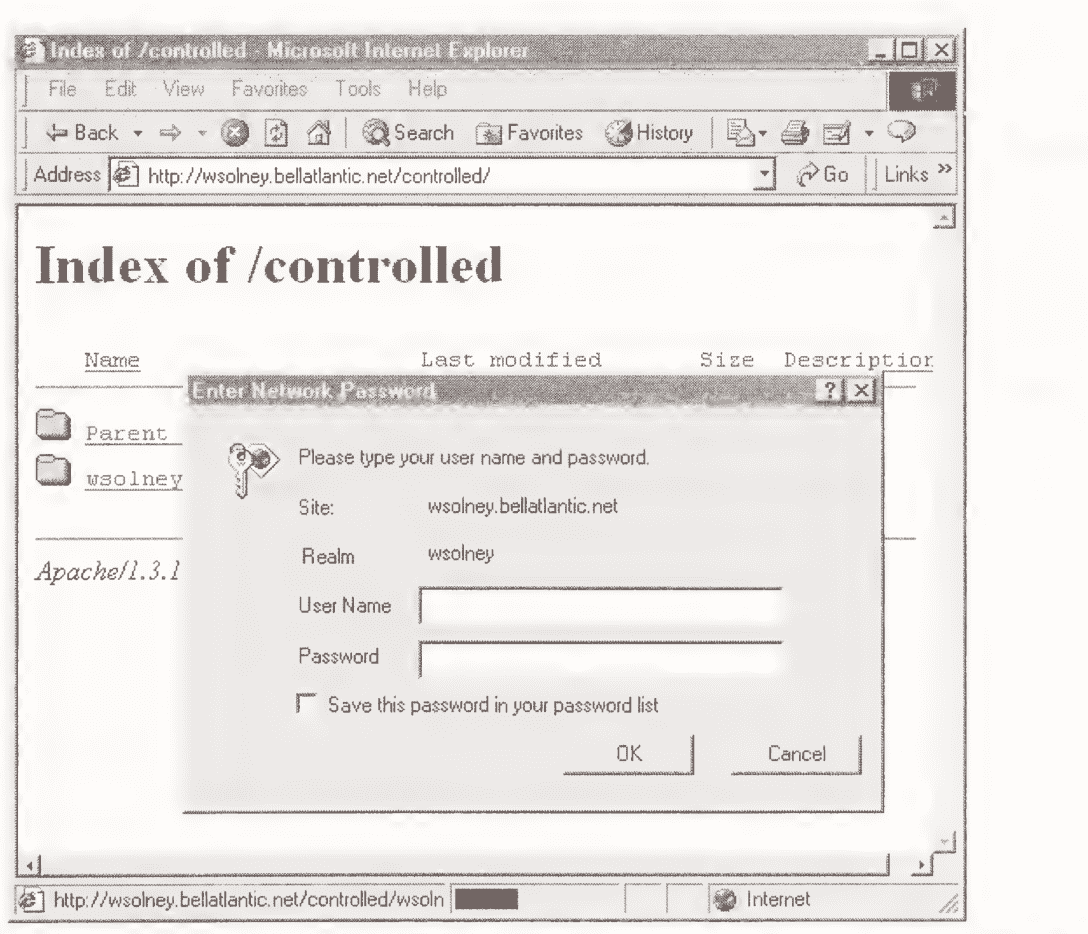 Index of /controlled - Microsoft Internet Explorer
File Edit View Favorites Tools Help
Back Search Favorites History
Address http://wsolney.bellatlantic.net/controlled/ Go Links »
Index of /controlled
Name Last modified Size Description
Parent
wsolney
Apache/1.3.1
Enter Network Password
Please type your user name and password.
Site: wsolney.bellatlantic.net
Realm wsolney
User Name
Password
Save this password in your password list
OK Cancel
http://wsolney.bellatlantic.net/controlled/wsoln Internet